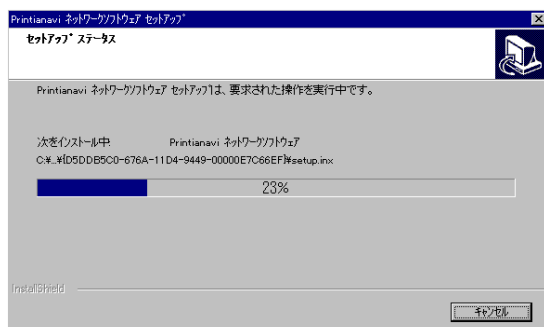 Printianavi ネットワークソフトウェア セットアップ
セットアップ ステータス
Printianavi ネットワークソフトウェア セットアップは、要求された操作を実行中です。
次をインストール中: Printianavi ネットワークソフトウェア
C:¥...¥{D5DDB5C0-676A-11D4-9449-00000E7C66EF}¥setup.inx
23%
InstallShield
キャンセル